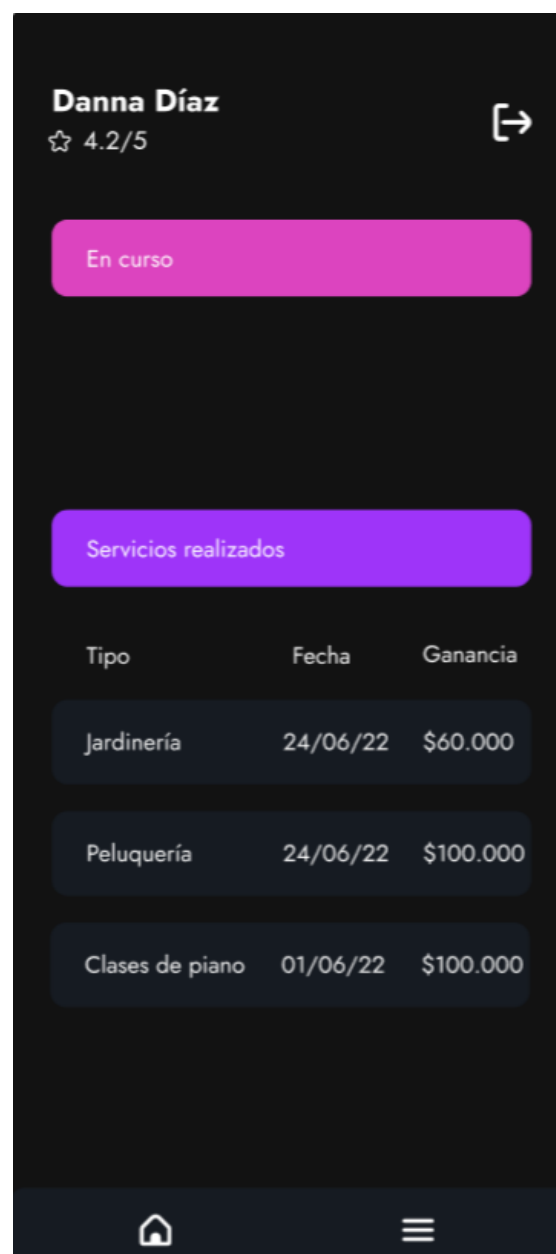 Danna Díaz
4.2/5
En curso
Servicios realizados
Tipo Fecha Ganancia
Jardinería 24/06/22 $60.000
Peluquería 24/06/22 $100.000
Clases de piano 01/06/22 $100.000